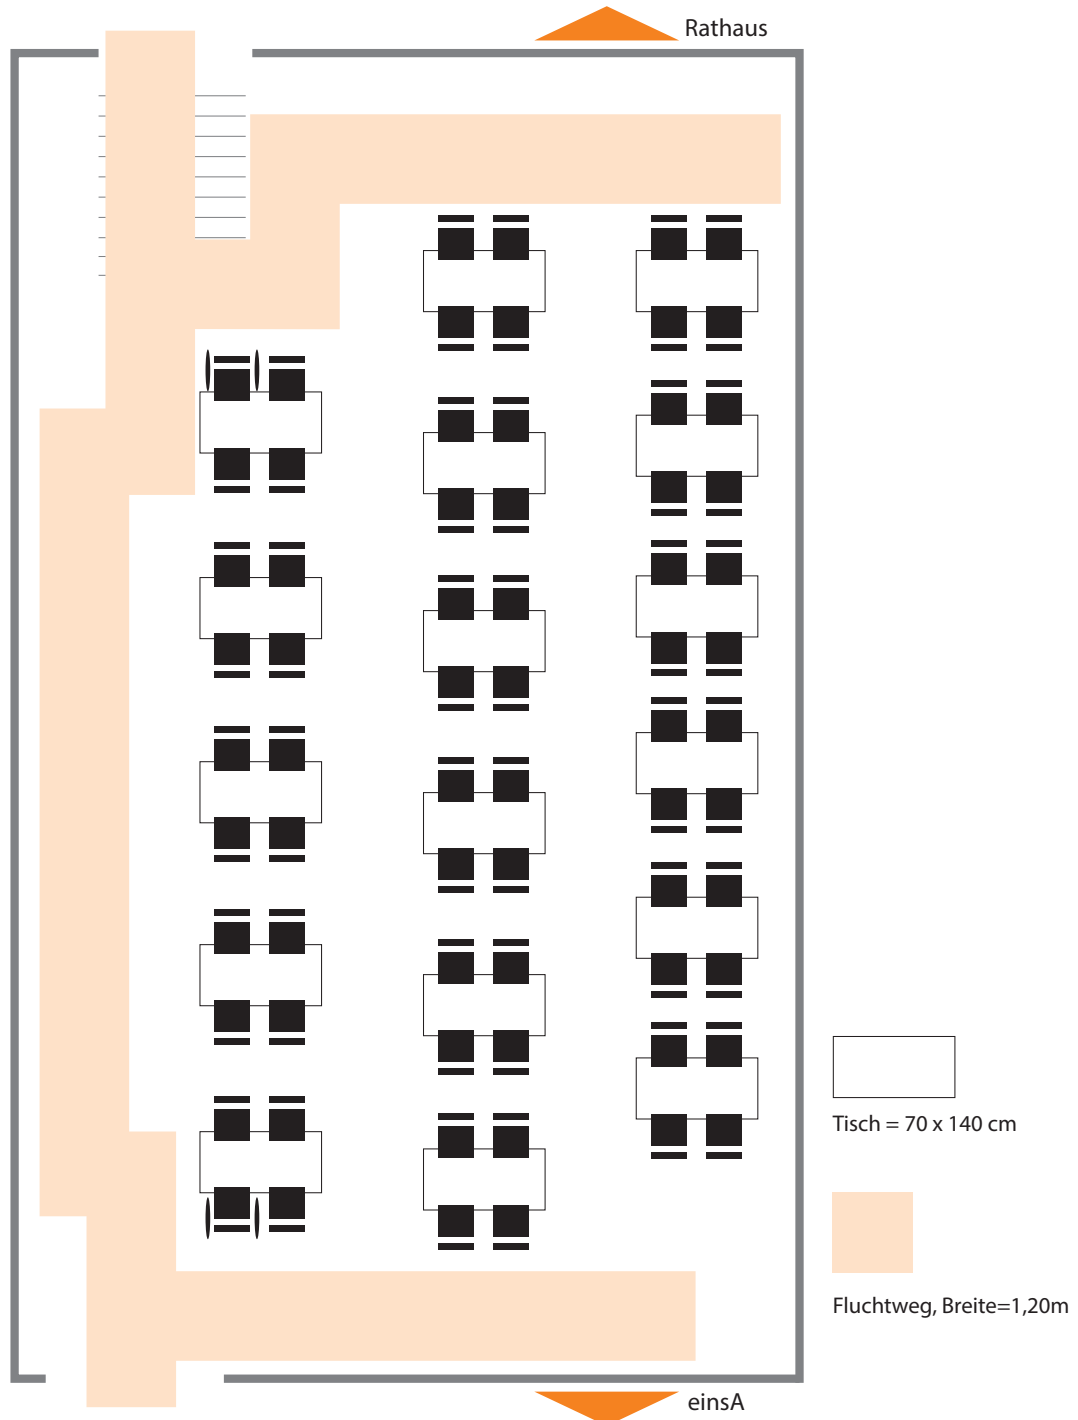 Rathaus
Tisch = 70 x 140 cm
Fluchtweg, Breite=1,20m
einsA